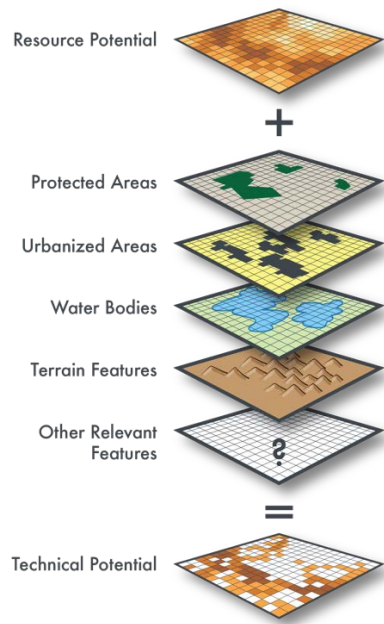 Resource Potential
+
Protected Areas
Urbanized Areas
Water Bodies
Terrain Features
Other Relevant
Features
?
=
Technical Potential